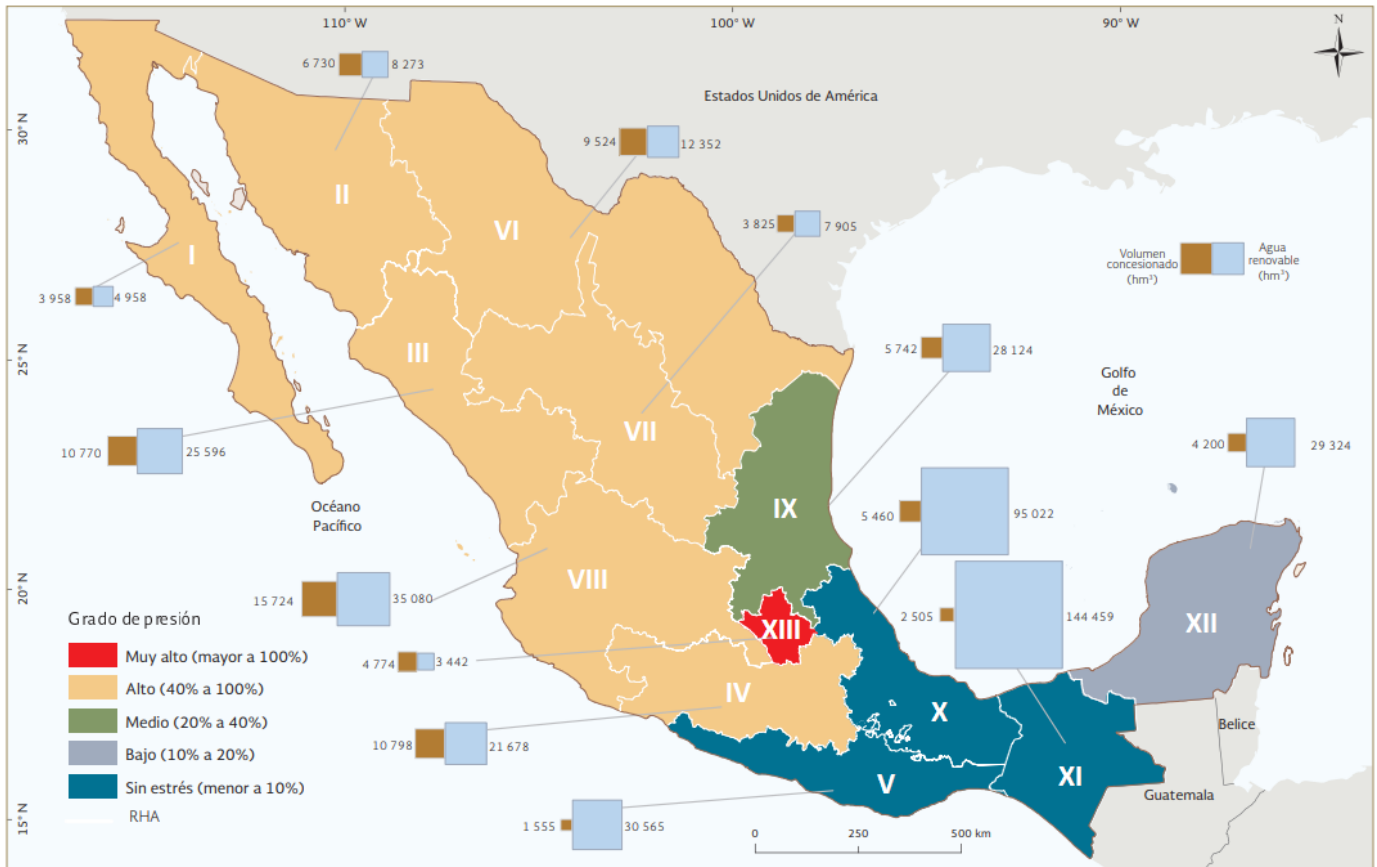 110° W
100° W
90° W
N
6 730
8 273
Estados Unidos de América
30°N
9 524
12 352
II
VI
3 825
7 905
I
Volumen
concesionado
(hm³)
Agua
renovable
(hm³)
3 958
4 958
III
5 742
28 124
25°N
Golfo
de
México
VII
10 770
25 596
4 200
29 324
Océano
Pacífico
IX
5 460
95 022
VIII
20°N
15 724
35 080
2 505
144 459
Grado de presión
XIII
XII
Muy alto (mayor a 100%)
4 774
3 442
Alto (40% a 100%)
IV
Medio (20% a 40%)
X
Belice
10 798
21 678
Bajo (10% a 20%)
V
XI
Sin estrés (menor a 10%)
Guatemala
RHA
15°N
1 555
30 565
0
250
500 km